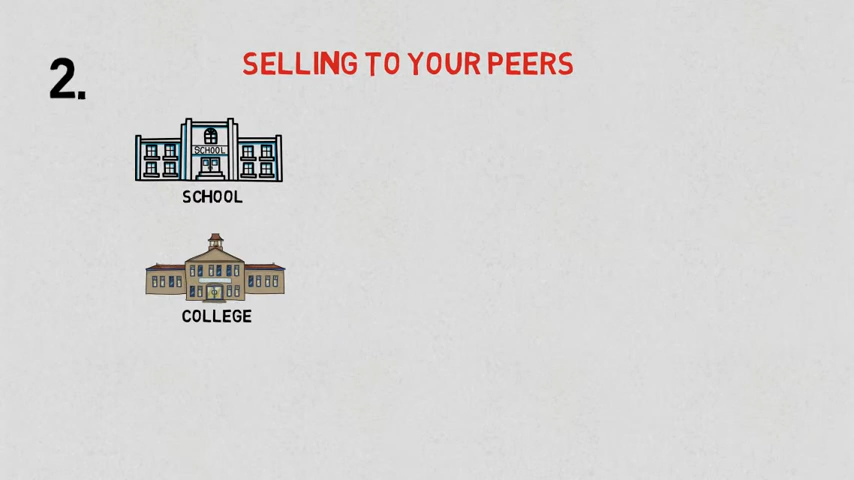 2.
SELLING TO YOUR PEERS
SCHOOL
SCHOOL
COLLEGE